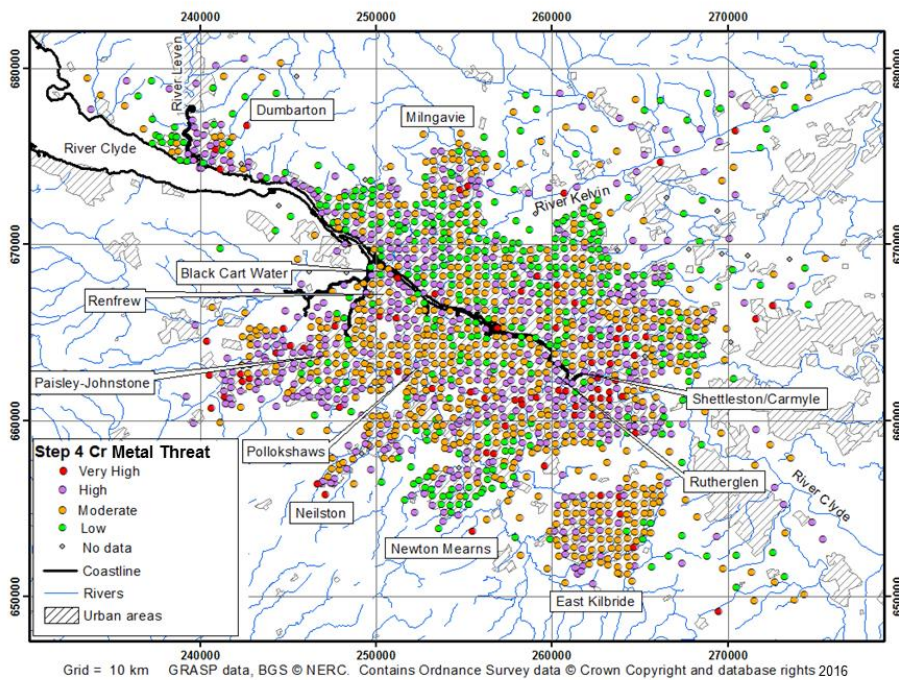 240000 250000 260000 270000
680000
680000
River Leven
Dumbarton
Milngavie
River Clyde
River Kelvin
670000
670000
Black Cart Water
Renfrew
Paisley-Johnstone
Shettleston/Carmyle
660000
660000
Pollokshaws
Rutherglen
Neilston
River Clyde
Newton Mearns
East Kilbride
650000
650000
Step 4 Cr Metal Threat
Very High
High
Moderate
Low
No data
Coastline
Rivers
Urban areas
240000 250000 260000 270000
Grid = 10 km GRASP data, BGS © NERC. Contains Ordnance Survey data © Crown Copyright and database rights 2016